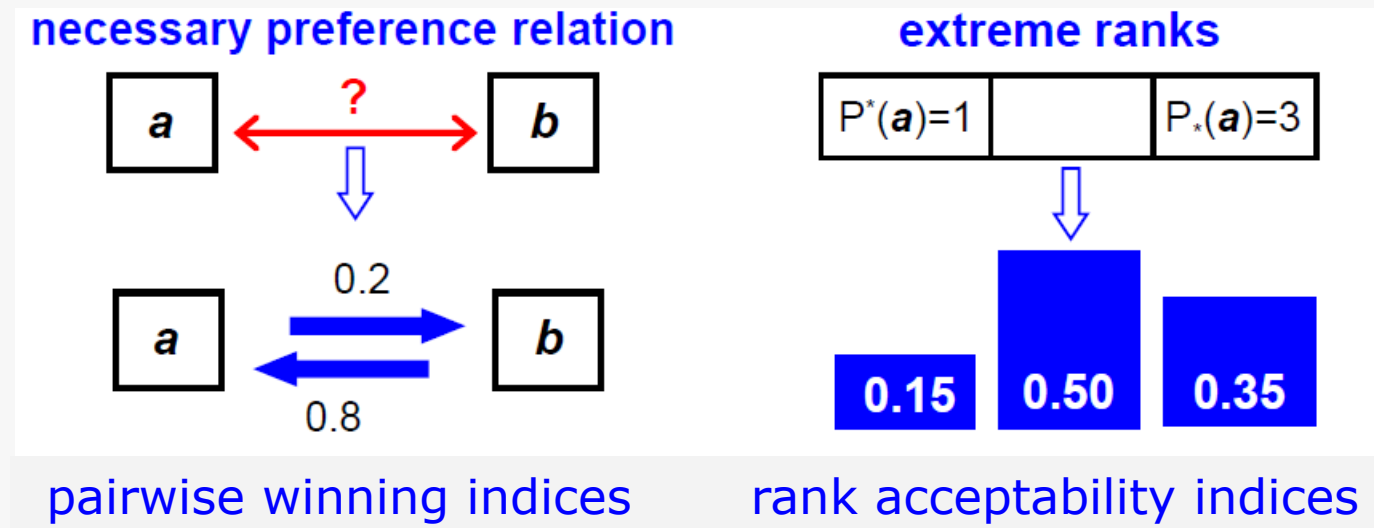 necessary preference relation
a ? b
0.2
a b
0.8
pairwise winning indices
extreme ranks
P*(a)=1 P*(a)=3
0.15 0.50 0.35
rank acceptability indices